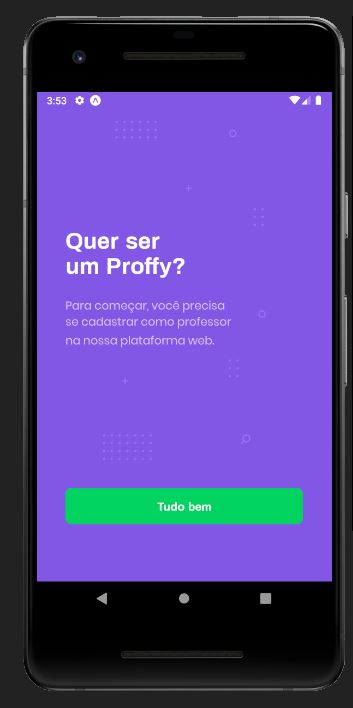 3:53
Quer ser
um Proffy?
Para começar, você precisa
se cadastrar como professor
na nossa plataforma web.
Tudo bem